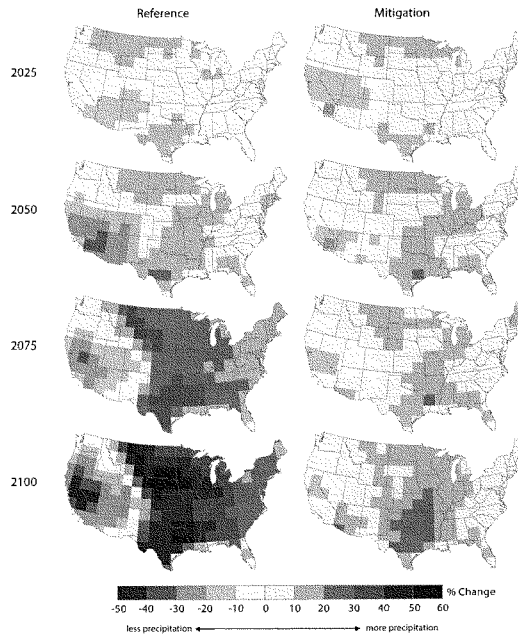 Reference Mitigation
2025
2050
2075
2100
% Change
-50 -40 -30 -20 -10 0 10 20 30 40 50 60
less precipitation more precipitation